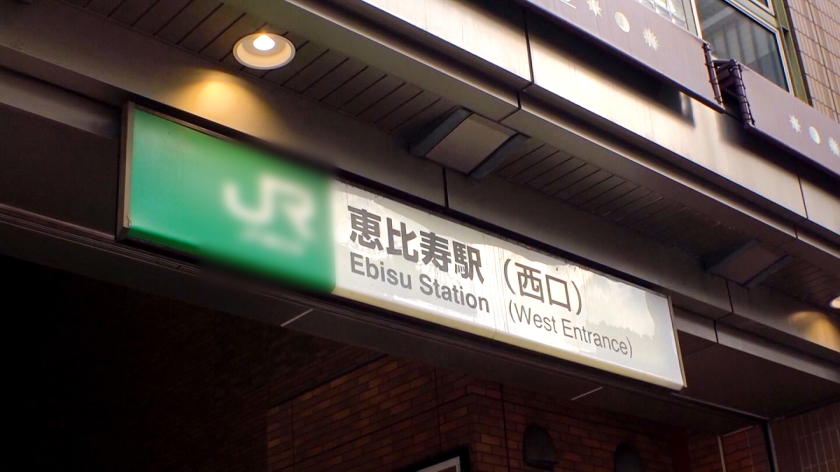 JR
恵比寿駅（西口）
Ebisu Station (West Entrance)